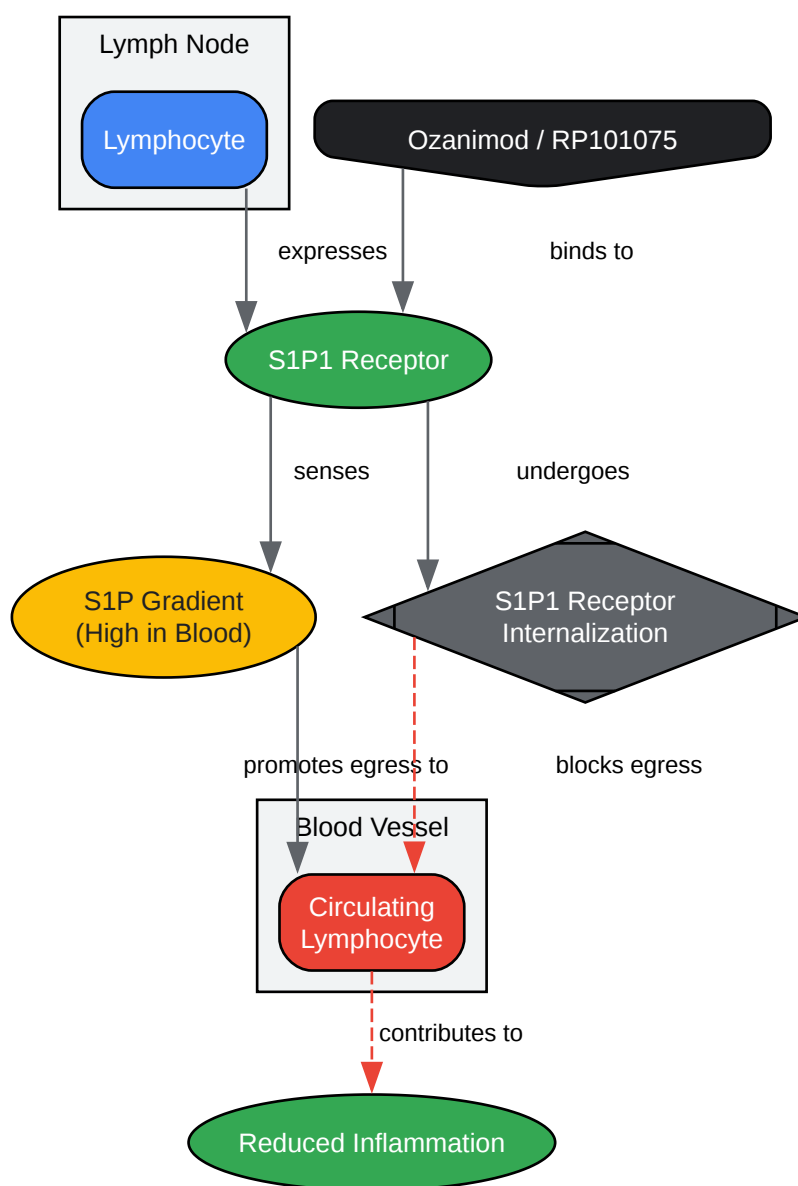 Lymph Node
Lymphocyte
Ozanimod / RP101075
expresses
binds to
S1P1 Receptor
senses
undergoes
S1P Gradient
(High in Blood)
S1P1 Receptor
Internalization
promotes egress to
blocks egress
Blood Vessel
Circulating
Lymphocyte
contributes to
Reduced Inflammation